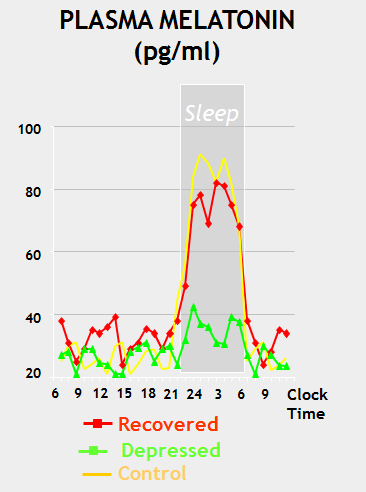 PLASMA MELATONIN
(pg/ml)
Sleep
100
80
60
40
20
6 9 12 15 18 21 24 3 6 9 Clock
Time
Recovered
Depressed
Control